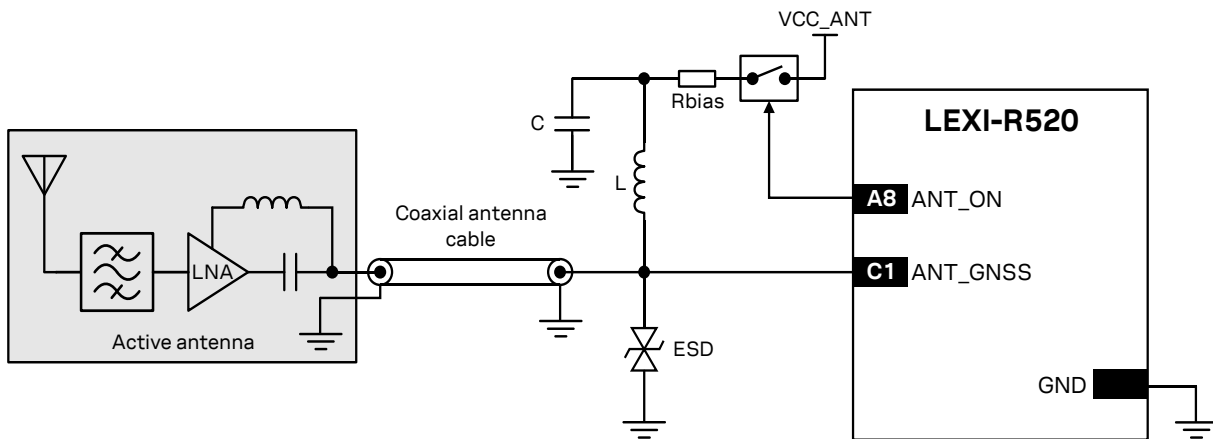 VCC_ANT
Rbias
C
LEXI-R520
L
A8 ANT_ON
Coaxial antenna
cable
LNA
C1 ANT_GNSS
Active antenna
ESD
GND